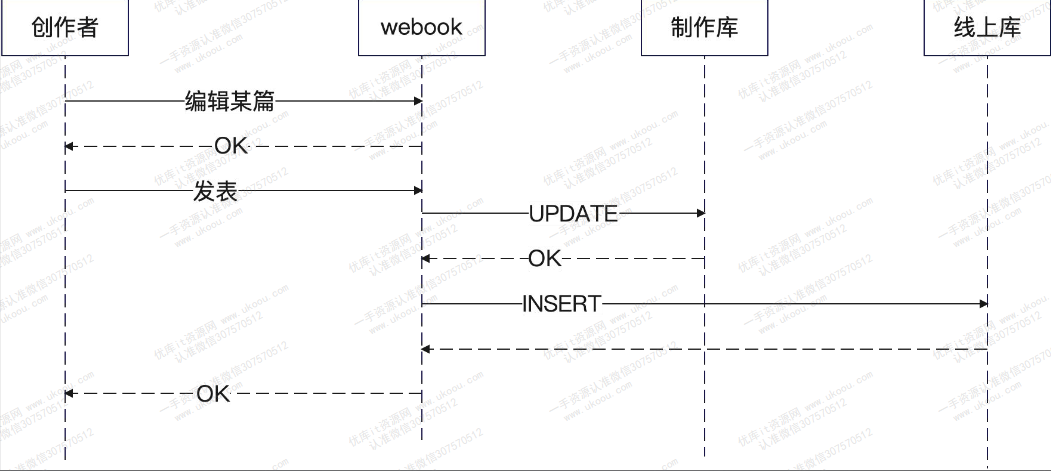 创作者
webook
制作库
线上库
编辑某篇
OK
发表
UPDATE
OK
INSERT
OK
优库it资源网 www.ukoou.com
一手资源认准微信307570512